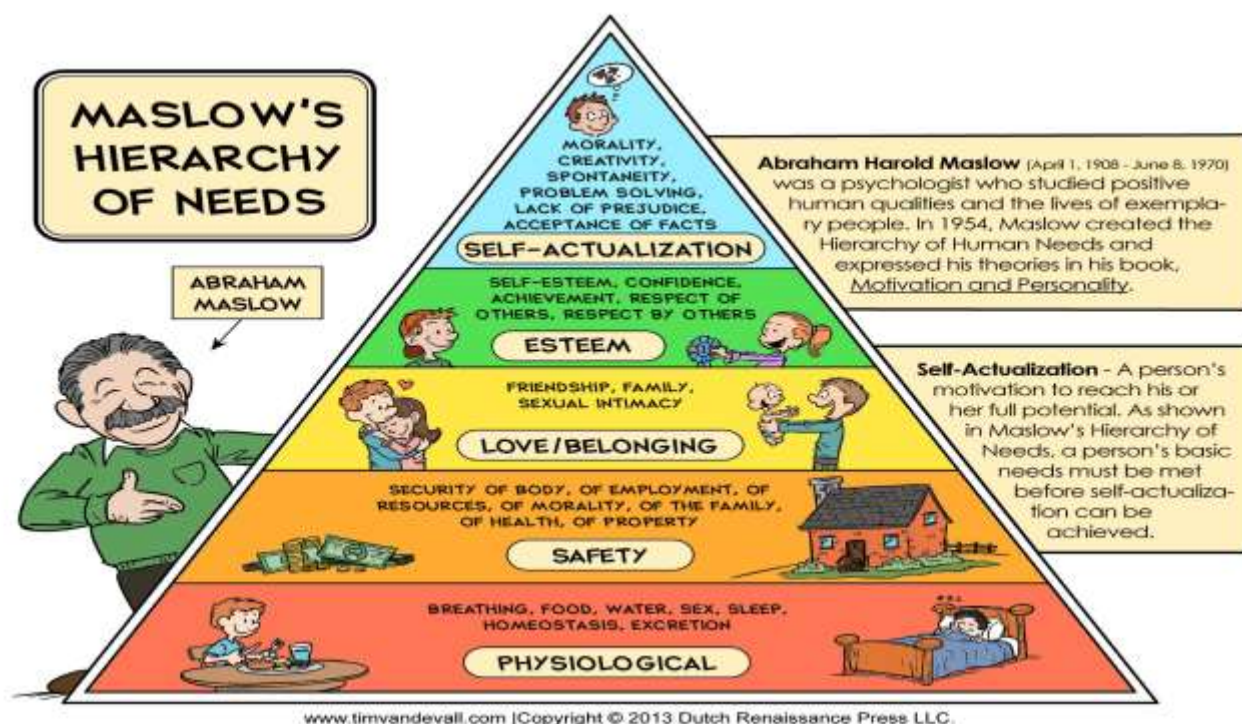 MASLOW'S
HIERARCHY
OF NEEDS
ABRAHAM
MASLOW
MORALITY,
CREATIVITY,
SPONTANEITY,
PROBLEM SOLVING,
LACK OF PREJUDICE,
ACCEPTANCE OF FACTS
SELF-ACTUALIZATION
SELF-ESTEEM, CONFIDENCE,
ACHIEVEMENT, RESPECT OF
OTHERS, RESPECT BY OTHERS
ESTEEM
FRIENDSHIP, FAMILY,
SEXUAL INTIMACY
LOVE/BELONGING
SECURITY OF BODY, OF EMPLOYMENT, OF
RESOURCES, OF MORALITY, OF THE FAMILY,
OF HEALTH, OF PROPERTY
SAFETY
BREATHING, FOOD, WATER, SEX, SLEEP,
HOMEOSTASIS, EXCRETION
PHYSIOLOGICAL
Abraham Harold Maslow (April 1, 1908 - June 8, 1970)
was a psychologist who studied positive
human qualities and the lives of exempla-
ry people. In 1954, Maslow created the
Hierarchy of Human Needs and
expressed his theories in his book,
Motivation and Personality.
Self-Actualization - A person's
motivation to reach his or
her full potential. As shown
in Maslow's Hierarchy of
Needs, a person's basic
needs must be met
before self-actualiza-
tion can be
achieved.
www.timvandevall.com |Copyright © 2013 Dutch Renaissance Press LLC.